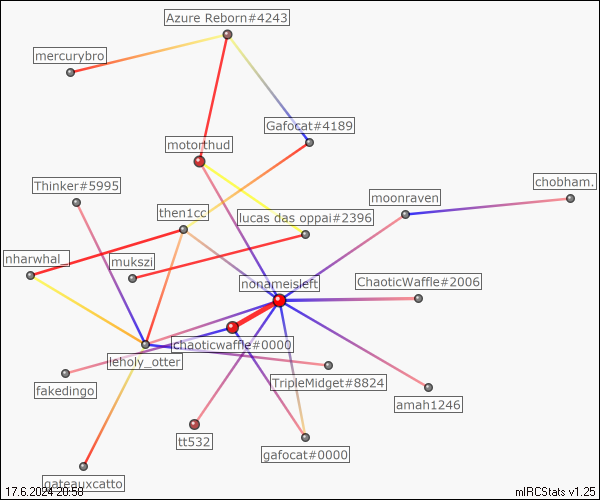 Azure Reborn#4243
mercurybro
Gafocat#4189
motorthud
Thinker#5995
chobham.
moonraven
then1cc
lucas das oppai#2396
nharwhal_
mukszi
nonameisleft
ChaoticWaffle#2006
chaoticwaffle#0000
leholy_otter
TripleMidget#8824
fakedingo
amah1246
tt532
gafocat#0000
gateauxcatto
17.6.2024 20:58
mIRCStats v1.25